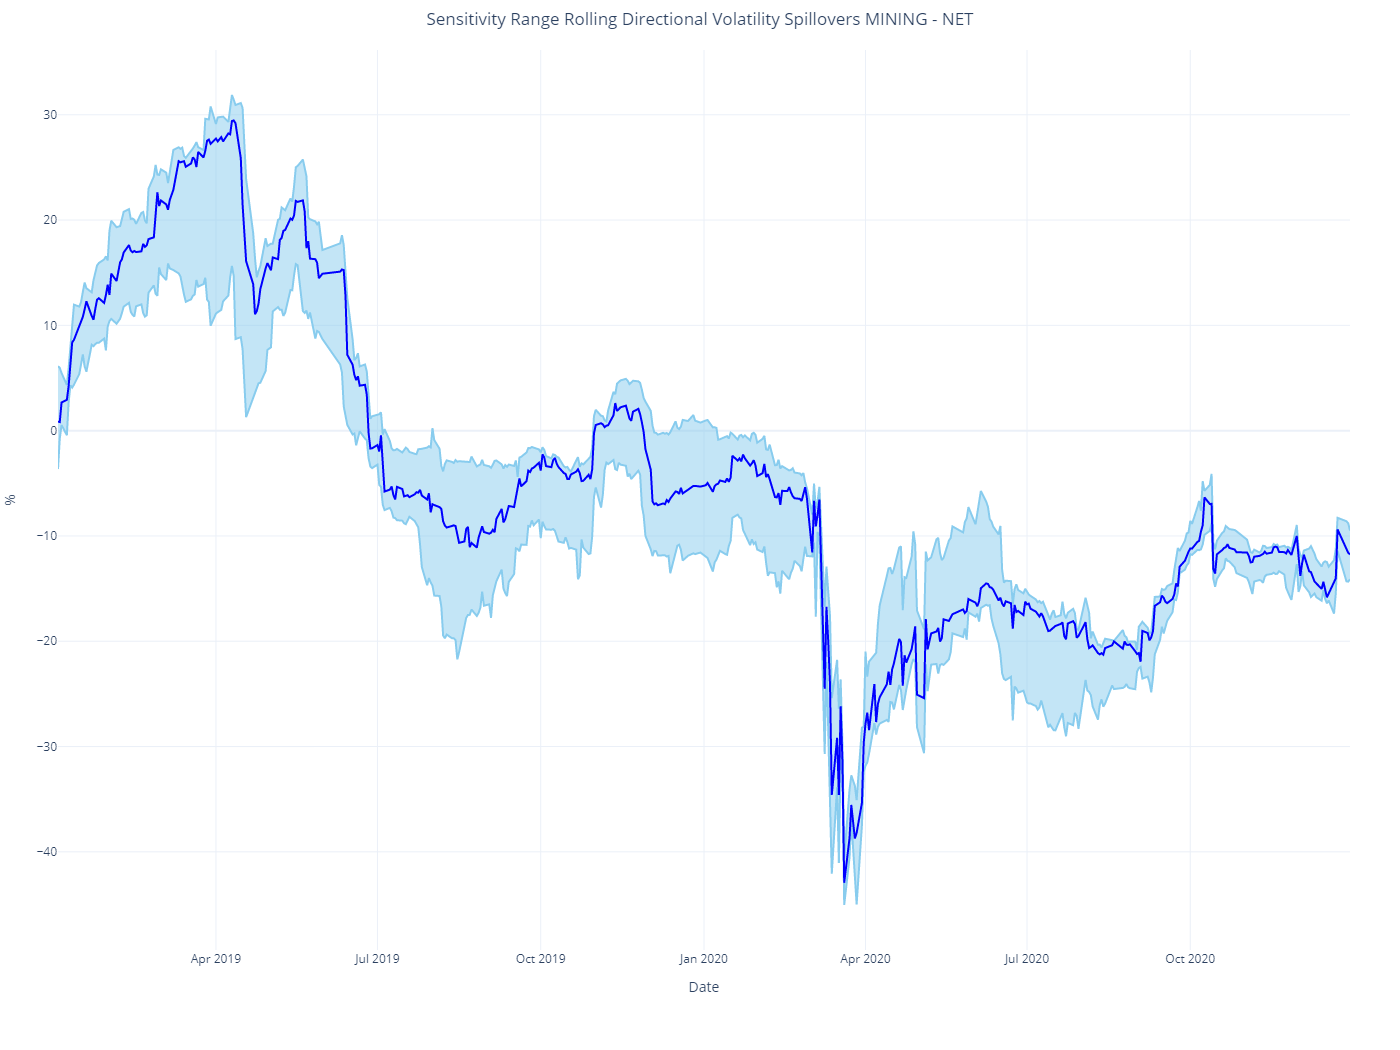 Sensitivity Range Rolling Directional Volatility Spillovers MINING - NET
30
20
10
0
−10
−20
−30
−40
%
Apr 2019
Jul 2019
Oct 2019
Jan 2020
Apr 2020
Jul 2020
Oct 2020
Date